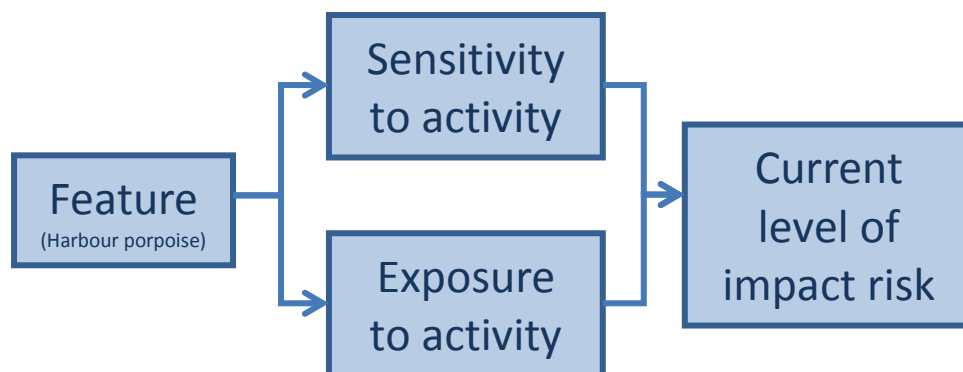 Feature
(Harbour porpoise)
Sensitivity
to activity
Exposure
to activity
Current
level of
impact risk